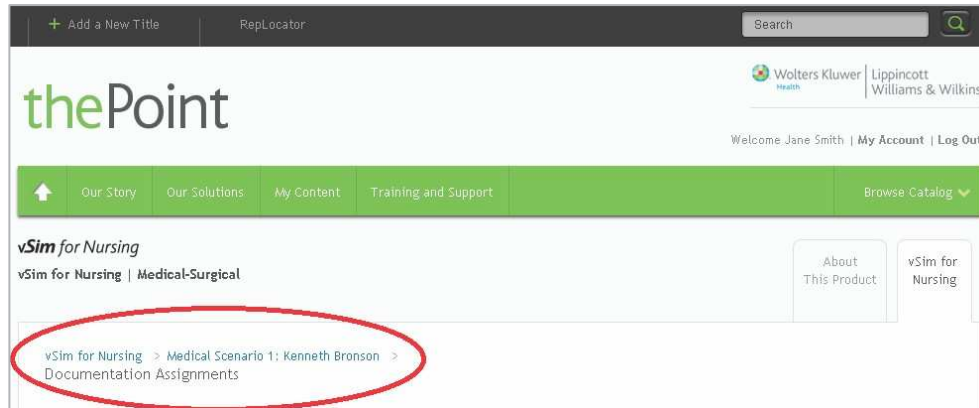 + Add a New Title RepLocator Search
Wolters Kluwer Health Lippincott Williams & Wilkins
thePoint
Welcome Jane Smith | My Account | Log Out
Our Story Our Solutions My Content Training and Support Browse Catalog
vSim for Nursing
vSim for Nursing | Medical-Surgical
About This Product
vSim for Nursing
vSim for Nursing > Medical Scenario 1: Kenneth Bronson >
Documentation Assignments